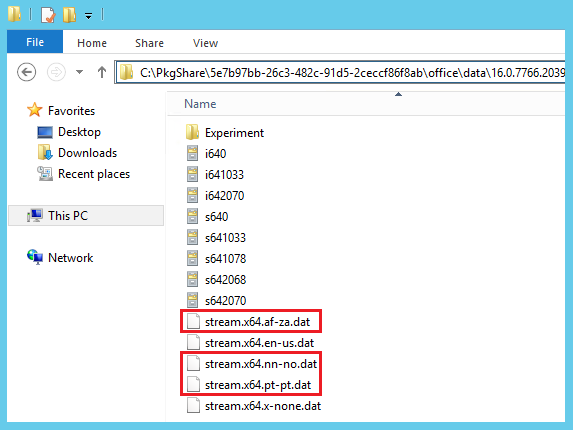 File Home Share View
C:\PkgShare\5e7b97bb-26c3-482c-91d5-2ceccf86f8ab\office\data\16.0.7766.2039
Favorites
Desktop
Downloads
Recent places
This PC
Network
Name
Experiment
i640
i641033
i642070
s640
s641033
s641078
s642068
s642070
stream.x64.af-za.dat
stream.x64.en-us.dat
stream.x64.nn-no.dat
stream.x64.pt-pt.dat
stream.x64.x-none.dat